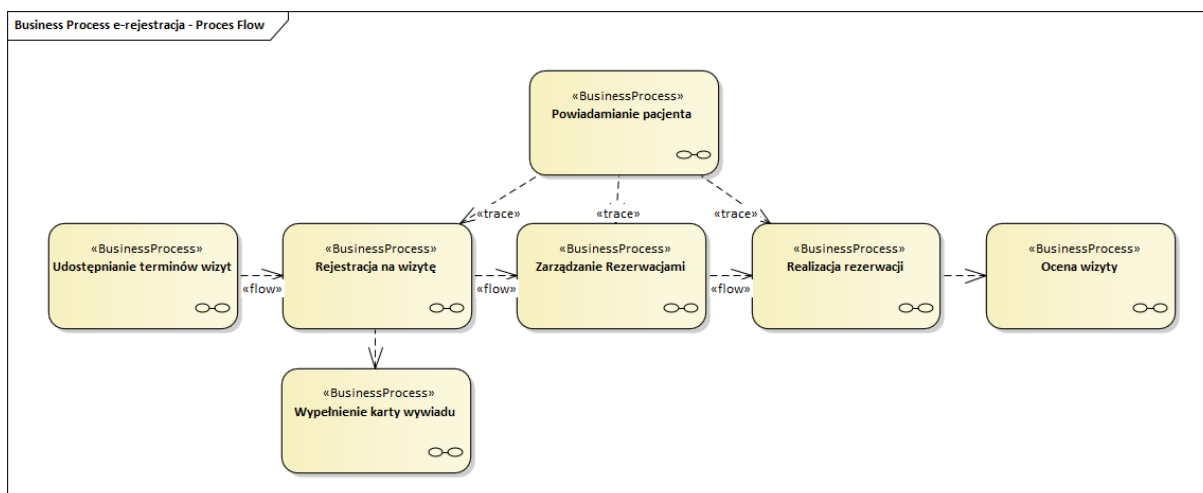 Business Process e-rejestracja - Proces Flow
«BusinessProcess»
Powiadamianie pacjenta
«trace»
«trace»
«trace»
«BusinessProcess»
Udostępnianie terminów wizyt
«flow»
«BusinessProcess»
Rejestracja na wizytę
«flow»
«BusinessProcess»
Zarządzanie Rezerwacjami
«flow»
«BusinessProcess»
Realizacja rezerwacji
«BusinessProcess»
Ocena wizyty
«BusinessProcess»
Wypełnienie karty wywiadu